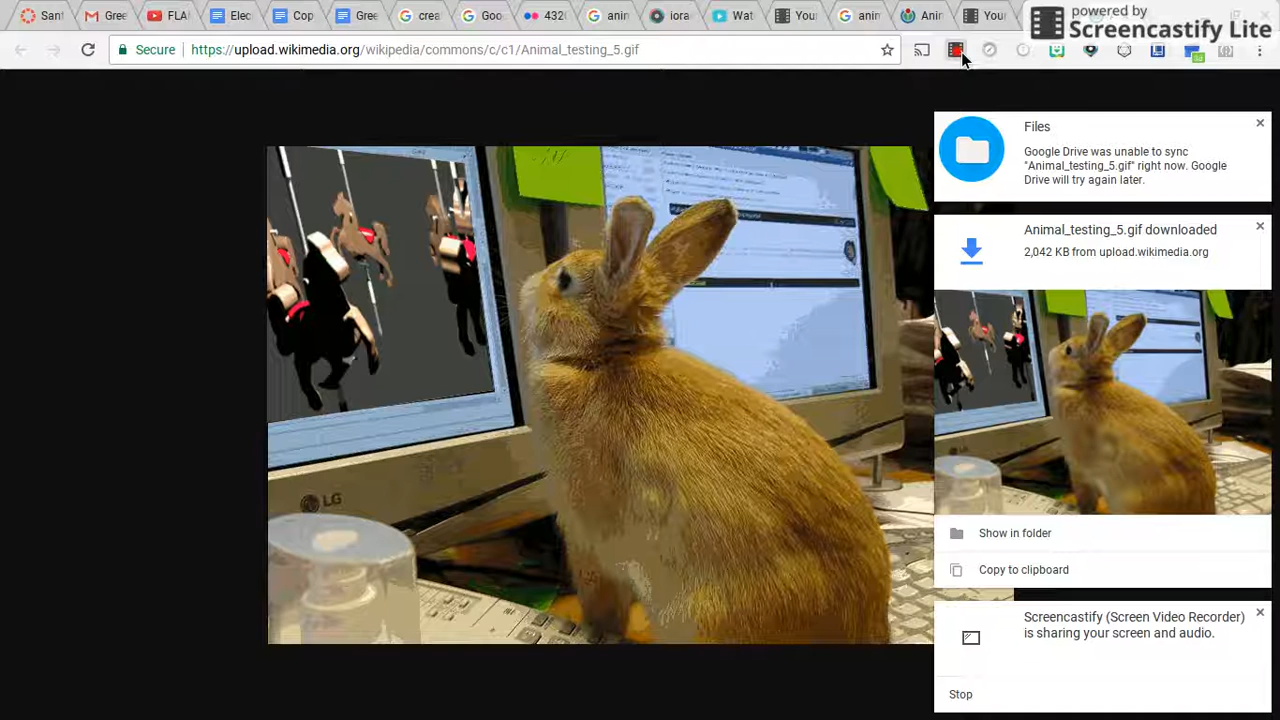 powered by
Screencastify Lite
Sant
Gree
FLA
Elec
Cop
Gree
crea
Goo
432
anin
iora
Wat
Your
anin
Anin
Your
Secure
https://upload.wikimedia.org/wikipedia/commons/c/c1/Animal_testing_5.gif
Files
Google Drive was unable to sync
"Animal_testing_5.gif" right now. Google
Drive will try again later.
Animal_testing_5.gif downloaded
2,042 KB from upload.wikimedia.org
LG
Show in folder
Copy to clipboard
Screencastify (Screen Video Recorder)
is sharing your screen and audio.
Stop